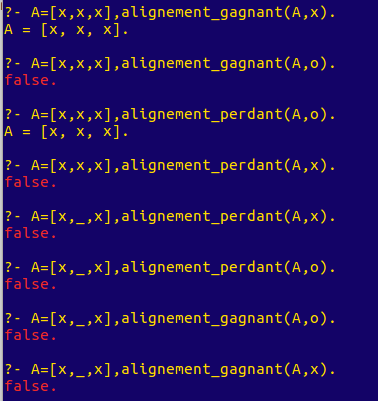 ?- A=[x,x,x],alignement_gagnant(A,x).
A = [x, x, x].
?- A=[x,x,x],alignement_gagnant(A,o).
false.
?- A=[x,x,x],alignement_perdant(A,o).
A = [x, x, x].
?- A=[x,x,x],alignement_perdant(A,x).
false.
?- A=[x,_,x],alignement_perdant(A,x).
false.
?- A=[x,_,x],alignement_perdant(A,o).
false.
?- A=[x,_,x],alignement_gagnant(A,o).
false.
?- A=[x,_,x],alignement_gagnant(A,x).
false.